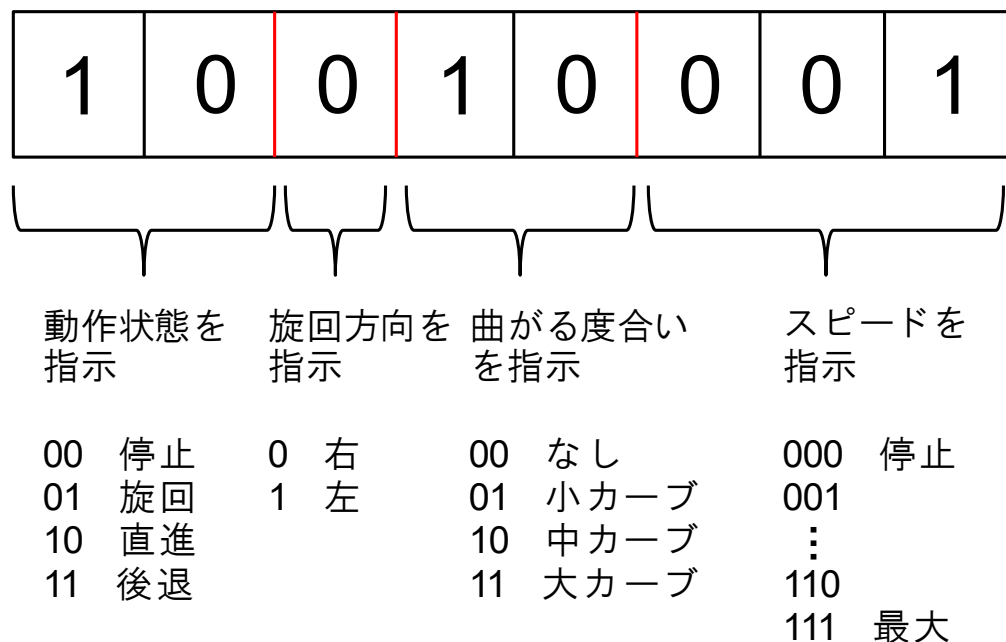 1 0 0 1 0 0 0 1
動作状態を
指示
00 停止
01 旋回
10 直進
11 後退
旋回方向を
指示
0 右
1 左
曲がる度合い
を指示
00 なし
01 小カーブ
10 中カーブ
11 大カーブ
スピードを
指示
000 停止
001
⋮
110
111 最大